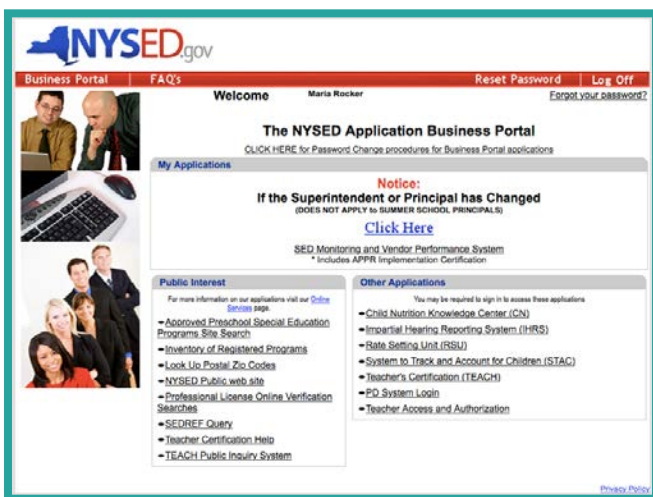 NYSED.gov
Business Portal | FAQ's Reset Password | Log Off
Welcome Maria Rocker Forgot your password?
The NYSED Application Business Portal
CLICK HERE for Password Change procedures for Business Portal applications
My Applications
Notice:
If the Superintendent or Principal has Changed
(DOES NOT APPLY to SUMMER SCHOOL PRINCIPALS)
Click Here
SED Monitoring and Vendor Performance System
* Includes APPR Implementation Certification
Public Interest
For more information on our applications visit our Online
Services page.
Approved Preschool Special Education
Programs Site Search
Inventory of Registered Programs
Look Up Postal Zip Codes
NYSED Public web site
Professional License Online Verification
Searches
SEDREF Query
Teacher Certification Help
TEACH Public Inquiry System
Other Applications
You may be required to sign in to access these applications
Child Nutrition Knowledge Center (CN)
Impartial Hearing Reporting System (IHRS)
Rate Setting Unit (RSU)
System to Track and Account for Children (STAC)
Teacher's Certification (TEACH)
PD System Login
Teacher Access and Authorization
Privacy Policy